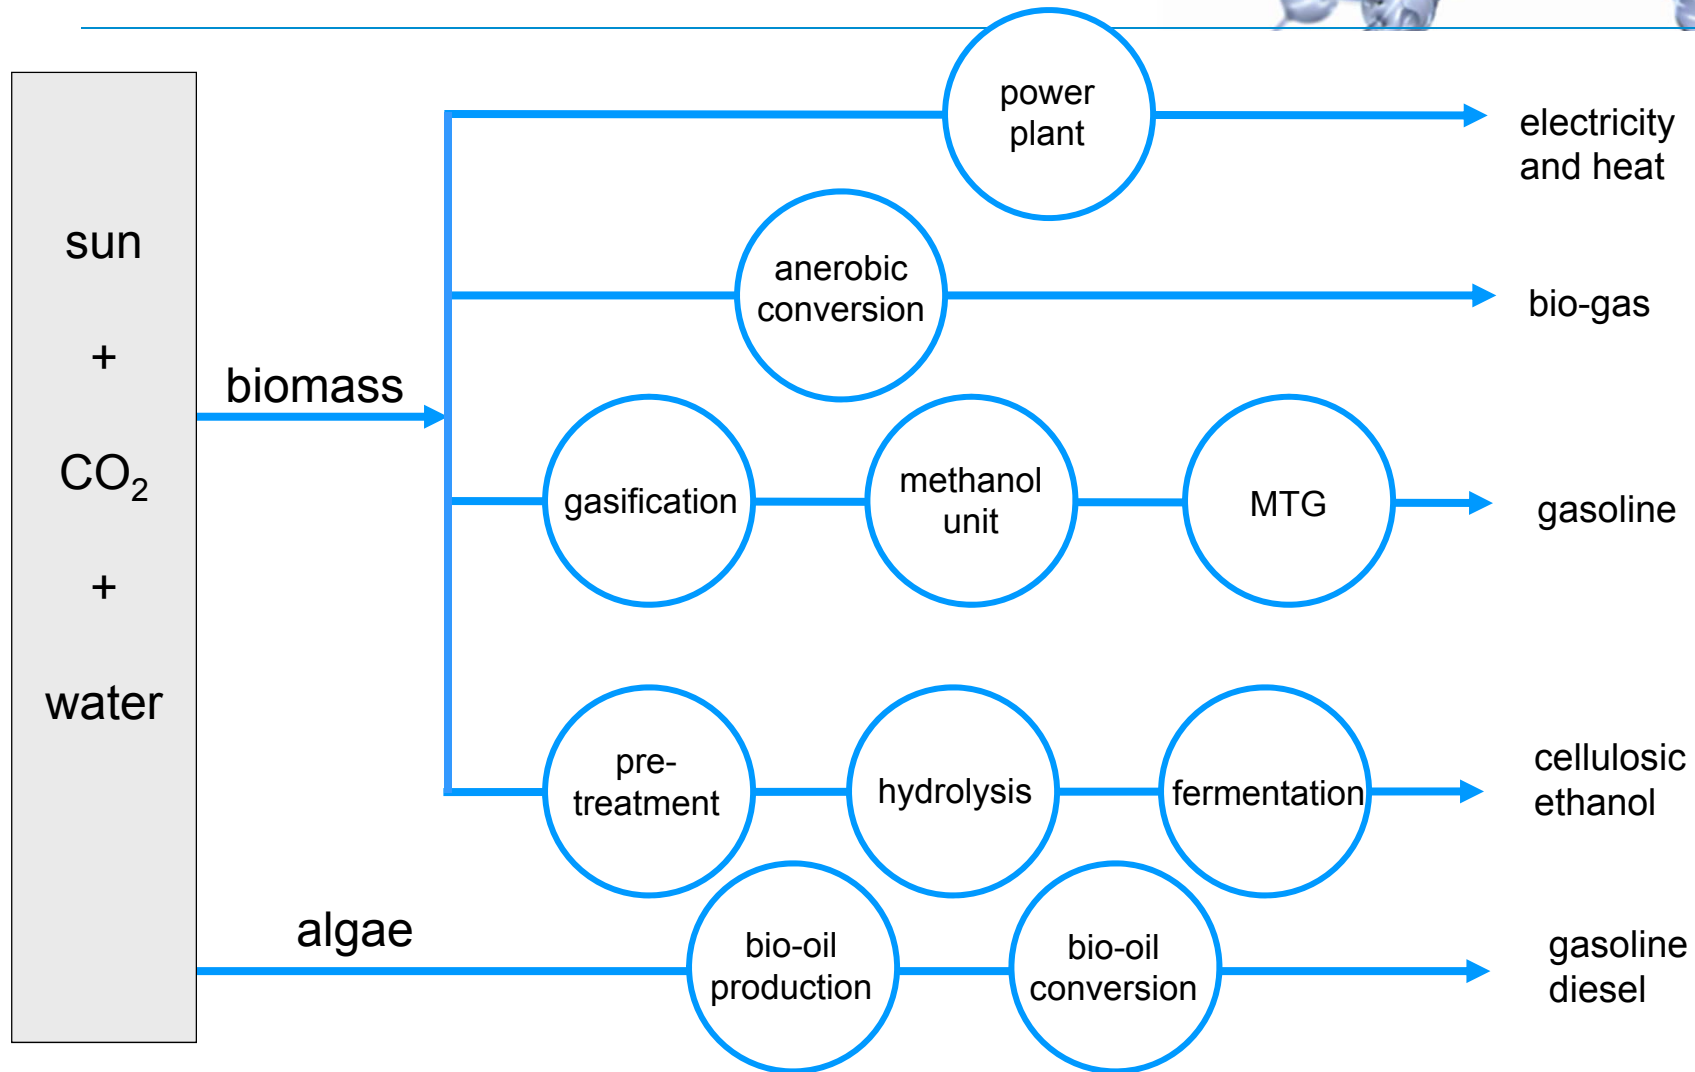 sun
+
CO₂
+
water
biomass
algae
power
plant
electricity
and heat
anerobic
conversion
bio-gas
gasification
methanol
unit
MTG
gasoline
pre-
treatment
hydrolysis
fermentation
cellulosic
ethanol
bio-oil
production
bio-oil
conversion
gasoline
diesel